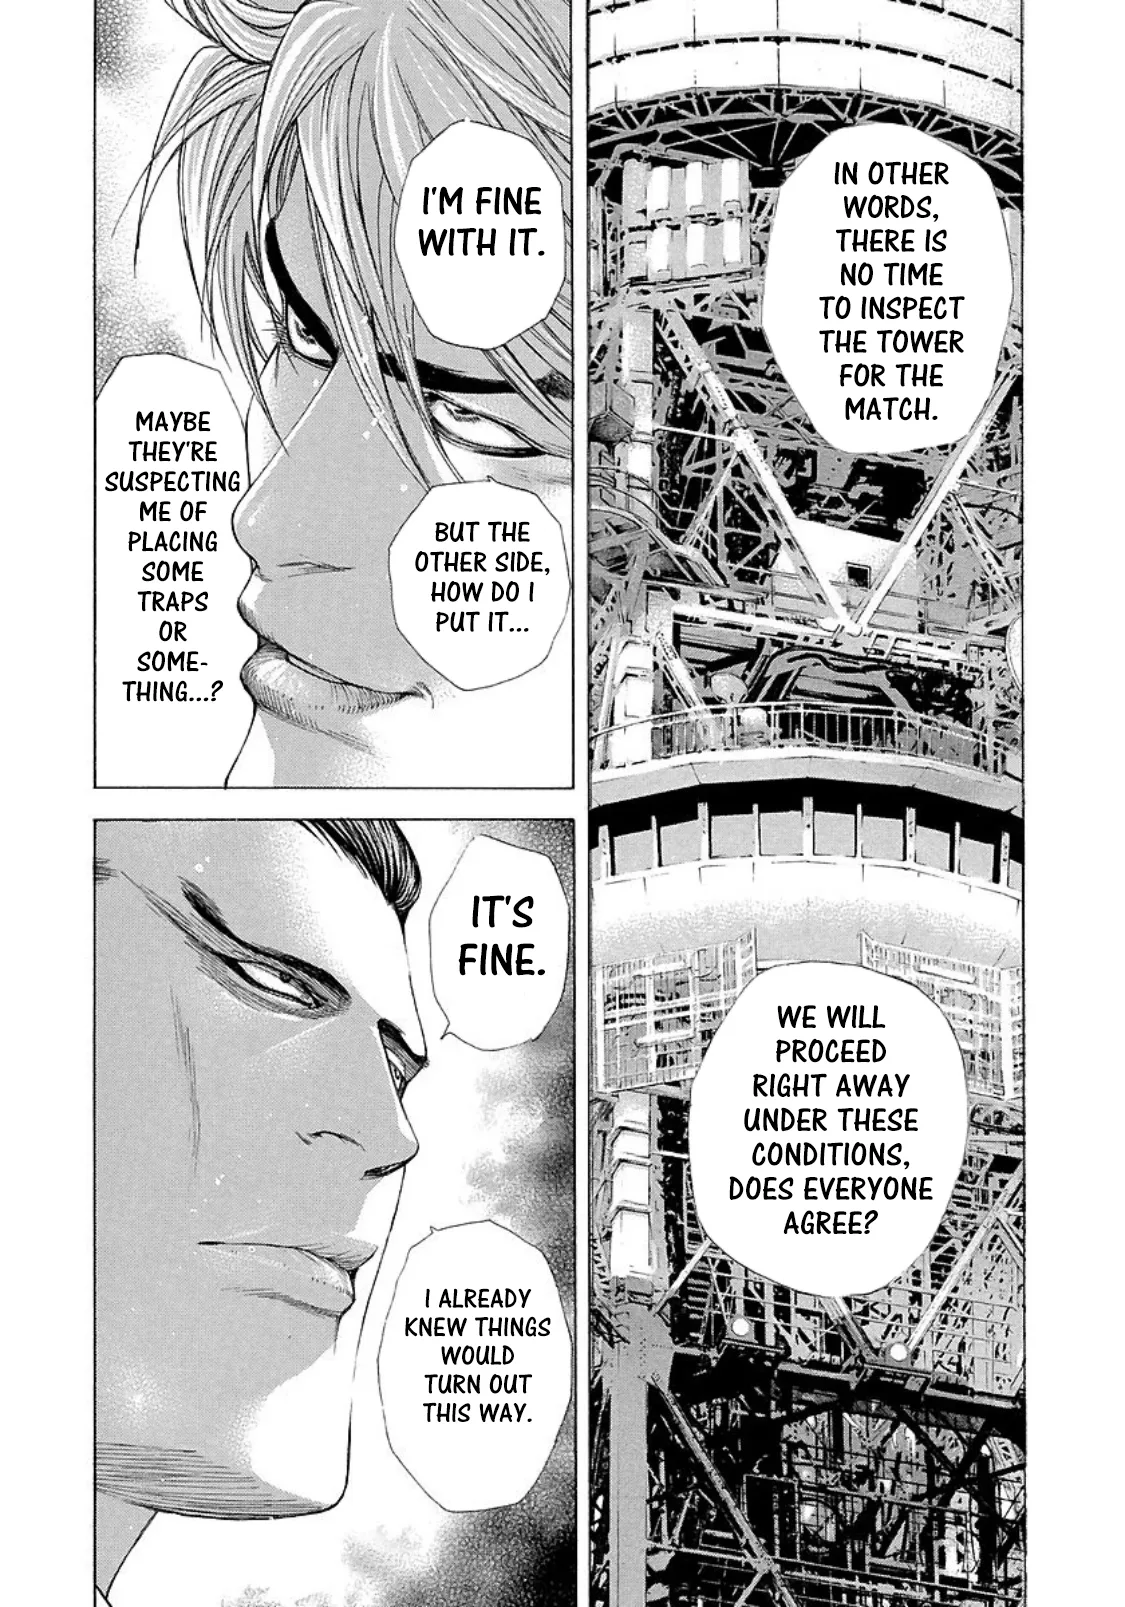 IN OTHER
WORDS,
THERE IS
NO TIME
TO INSPECT
THE TOWER
FOR THE
MATCH.
WE WILL
PROCEED
RIGHT AWAY
UNDER THESE
CONDITIONS,
DOES EVERYONE
AGREE?
I'M FINE
WITH IT.
BUT THE
OTHER SIDE,
HOW DO I
PUT IT...
MAYBE
THEY'RE
SUSPECTING
ME OF
PLACING
SOME
TRAPS
OR
SOME-
THING...?
IT'S
FINE.
I ALREADY
KNEW THINGS
WOULD
TURN OUT
THIS WAY.